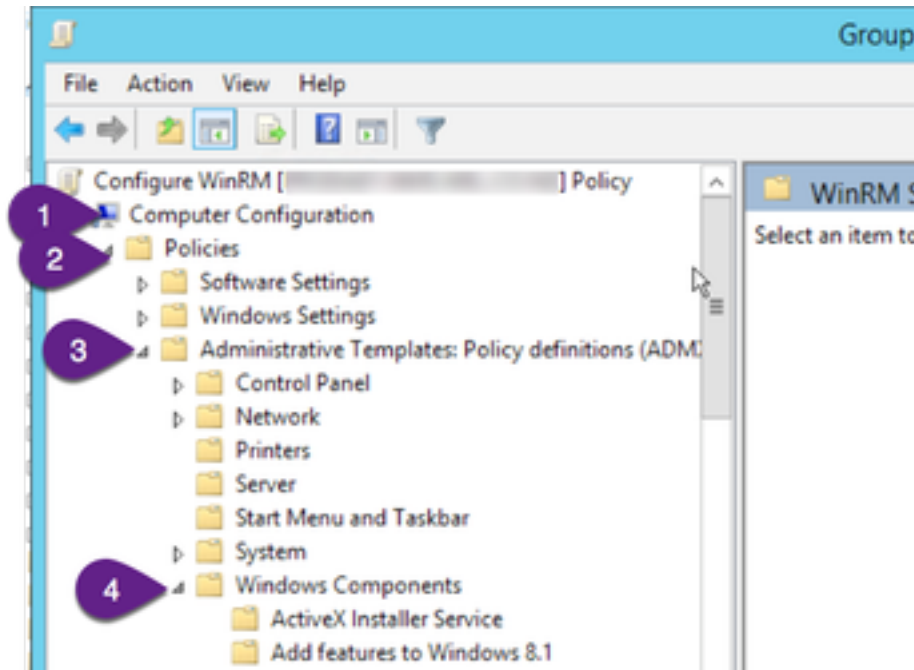 Group
File Action View Help
Configure WinRM [ ] Policy
WinRM S
1 Computer Configuration
Select an item to
2 Policies
Software Settings
Windows Settings
3 Administrative Templates: Policy definitions (ADM
Control Panel
Network
Printers
Server
Start Menu and Taskbar
System
4 Windows Components
ActiveX Installer Service
Add features to Windows 8.1